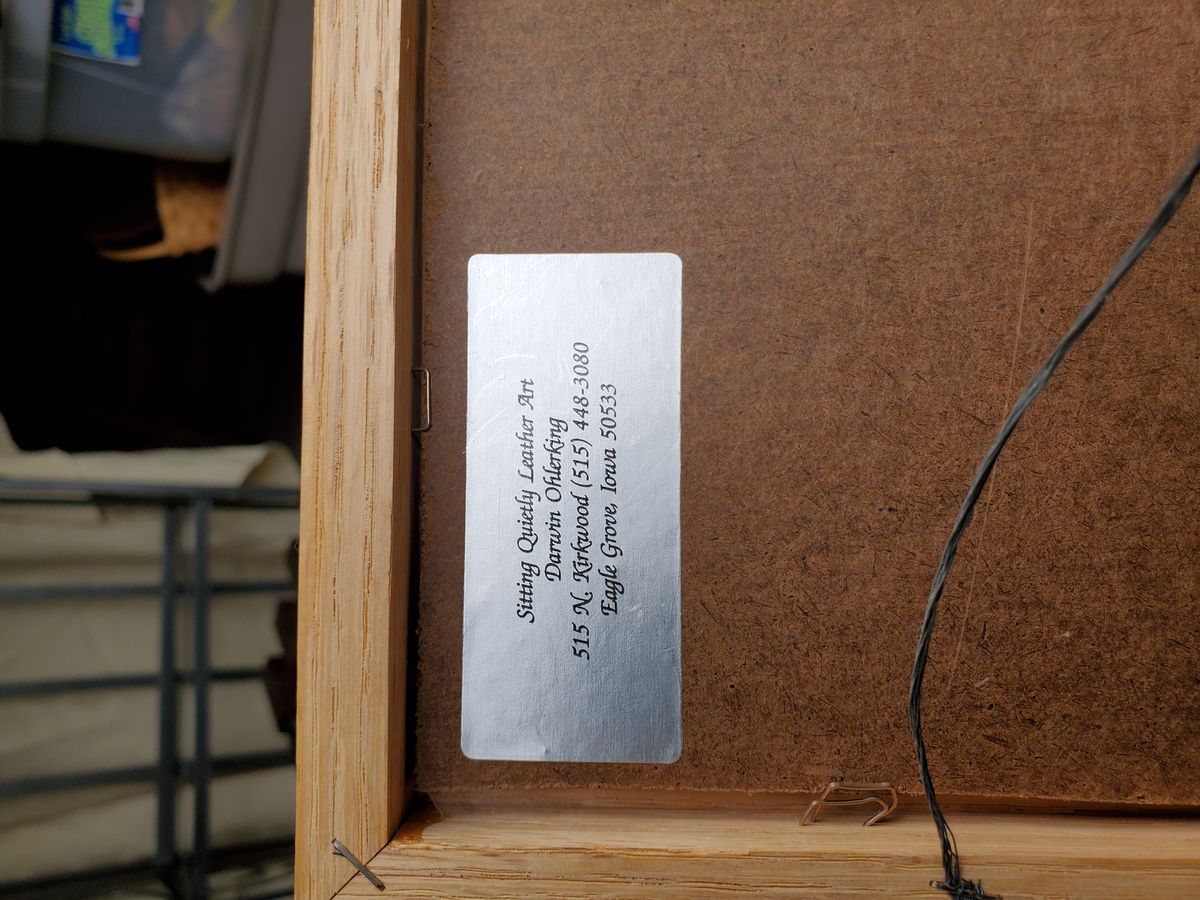 Sitting Quietly Leather Art
Darwin Ohlerking
515 N. Kirkwood (515) 448-3080
Eagle Grove, Iowa 50533